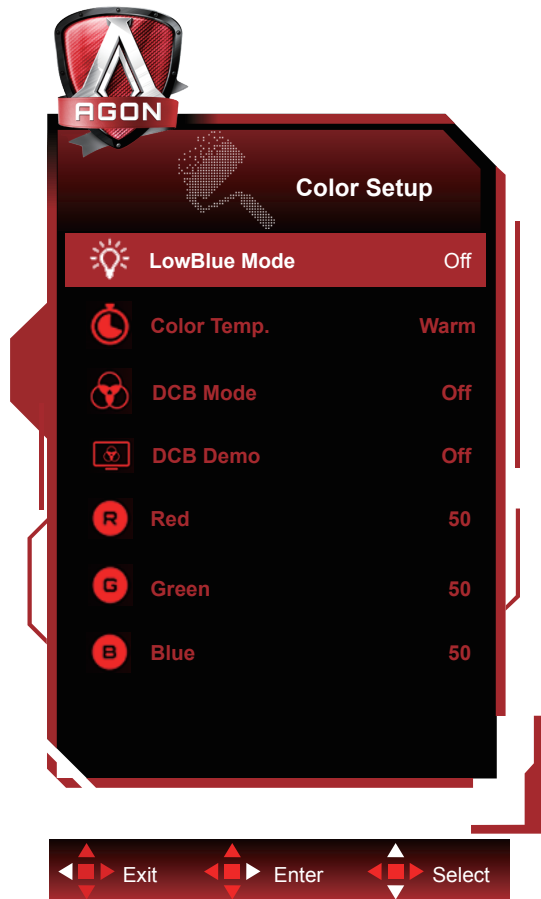 AGON
Color Setup
LowBlue Mode Off
Color Temp. Warm
DCB Mode Off
DCB Demo Off
R Red 50
G Green 50
B Blue 50
Exit Enter Select